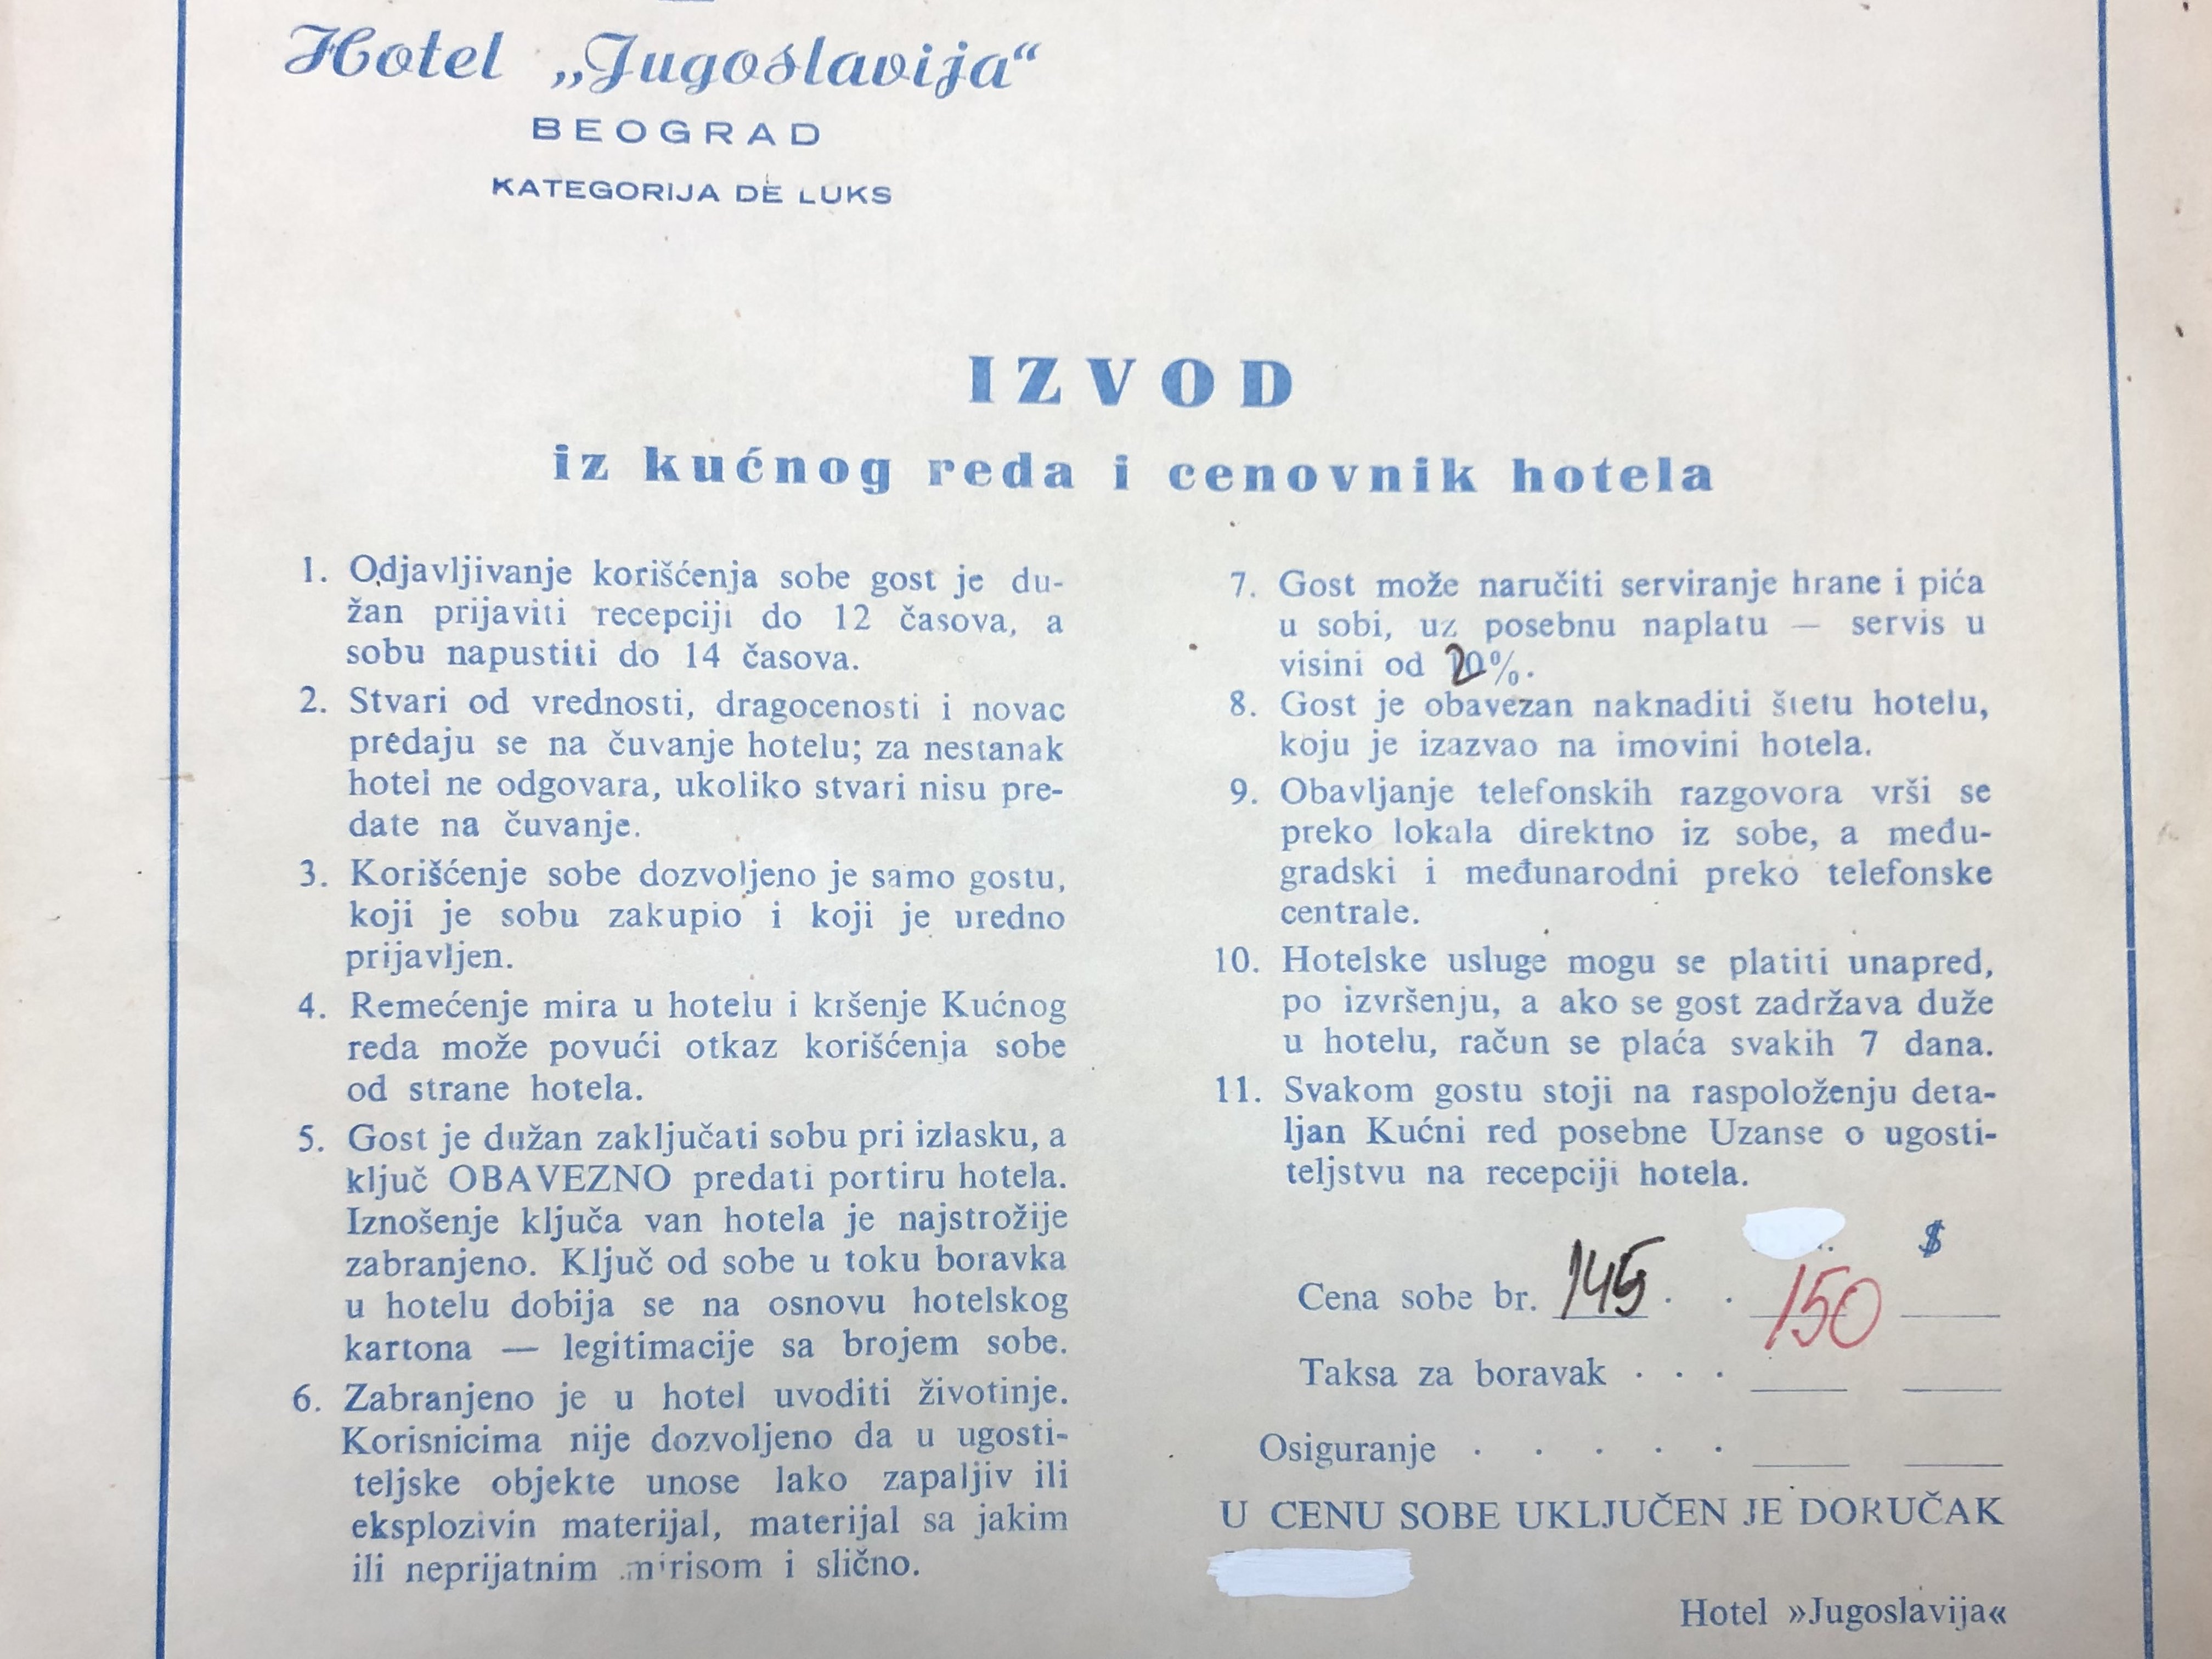 Hotel „Jugoslavija“
BEOGRAD
KATEGORIJA DE LUKS
IZVOD
iz kućnog reda i cenovnik hotela
1. Odjavljivanje korišćenja sobe gost je du-
žan prijaviti recepciji do 12 časova, a
sobu napustiti do 14 časova.
2. Stvari od vrednosti, dragocenosti i novac
predaju se na čuvanje hotelu; za nestanak
hotel ne odgovara, ukoliko stvari nisu pre-
date na čuvanje.
3. Korišćenje sobe dozvoljeno je samo gostu,
koji je sobu zakupio i koji je uredno
prijavljen.
4. Remećenje mira u hotelu i kršenje Kućnog
reda može povući otkaz korišćenja sobe
od strane hotela.
5. Gost je dužan zaključati sobu pri izlasku, a
ključ OBAVEZNO predati portiru hotela.
Iznošenje ključa van hotela je najstrožije
zabranjeno. Ključ od sobe u toku boravka
u hotelu dobija se na osnovu hotelskog
kartona — legitimacije sa brojem sobe.
6. Zabranjeno je u hotel uvoditi životinje.
Korisnicima nije dozvoljeno da u ugosti-
teljske objekte unose lako zapaljiv ili
eksplozivin materijal, materijal sa jakim
ili neprijatnim mirisom i slično.
7. Gost može naručiti serviranje hrane i pića
u sobi, uz posebnu naplatu — servis u
visini od 20%.
8. Gost je obavezan naknaditi štetu hotelu,
koju je izazvao na imovini hotela.
9. Obavljanje telefonskih razgovora vrši se
preko lokala direktno iz sobe, a među-
gradski i međunarodni preko telefonske
centrale.
10. Hotelske usluge mogu se platiti unapred,
po izvršenju, a ako se gost zadržava duže
u hotelu, račun se plaća svakih 7 dana.
11. Svakom gostu stoji na raspoloženju deta-
ljan Kućni red posebne Uzanse o ugosti-
teljstvu na recepciji hotela.
$
Cena sobe br. 145 . . 150
Taksa za boravak . . .
Osiguranje . . . . .
U CENU SOBE UKLJUČEN JE DORUČAK
Hotel »Jugoslavija«